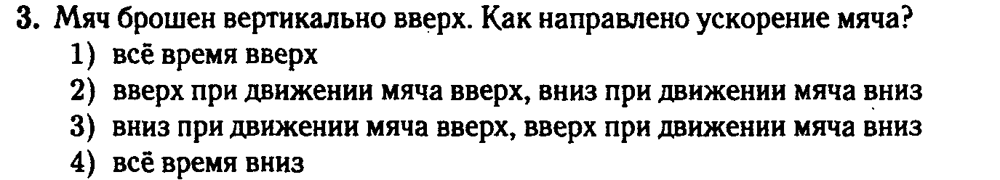 3. Мяч брошен вертикально вверх. Как направлено ускорение мяча?
1) всё время вверх
2) вверх при движении мяча вверх, вниз при движении мяча вниз
3) вниз при движении мяча вверх, вверх при движении мяча вниз
4) всё время вниз